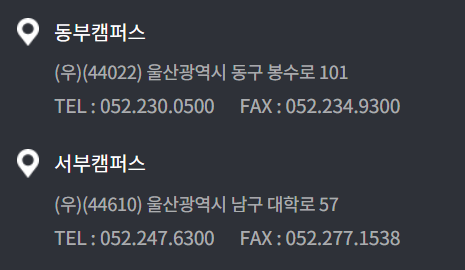 동부캠퍼스
(우)(44022) 울산광역시 동구 봉수로 101
TEL : 052.230.0500 FAX : 052.234.9300
서부캠퍼스
(우)(44610) 울산광역시 남구 대학로 57
TEL : 052.247.6300 FAX : 052.277.1538